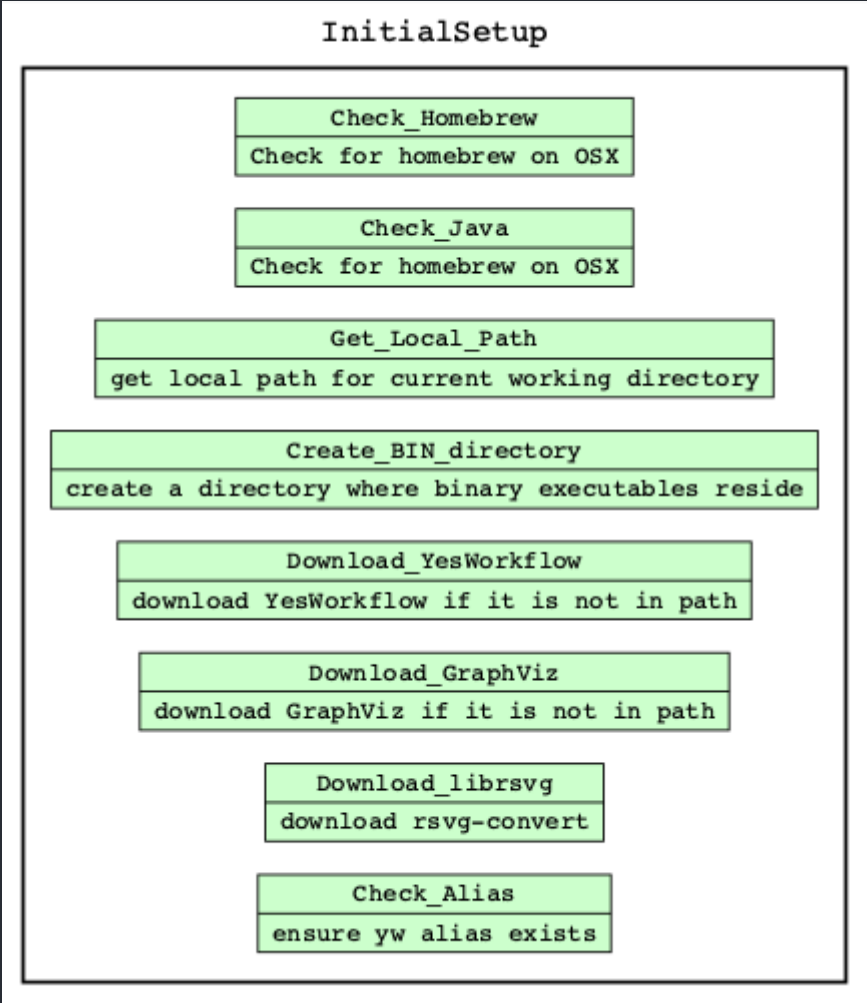 InitialSetup
Check_Homebrew
Check for homebrew on OSX
Check_Java
Check for homebrew on OSX
Get_Local_Path
get local path for current working directory
Create_BIN_directory
create a directory where binary executables reside
Download_YesWorkflow
download YesWorkflow if it is not in path
Download_GraphViz
download GraphViz if it is not in path
Download_librsvg
download rsvg-convert
Check_Alias
ensure yw alias exists